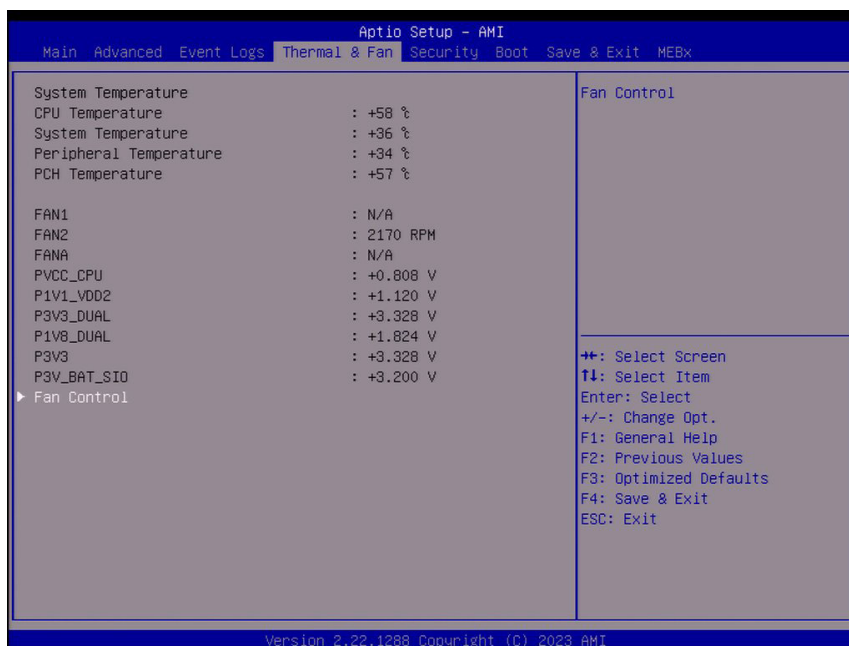 Aptio Setup - AMI
Main Advanced Event Logs Thermal & Fan Security Boot Save & Exit MEBx
System Temperature
CPU Temperature : +58 ℃
System Temperature : +36 ℃
Peripheral Temperature : +34 ℃
PCH Temperature : +57 ℃
FAN1 : N/A
FAN2 : 2170 RPM
FANA : N/A
PVCC_CPU : +0.808 V
P1V1_VDD2 : +1.120 V
P3V3_DUAL : +3.328 V
P1V8_DUAL : +1.824 V
P3V3 : +3.328 V
P3V_BAT_SIO : +3.200 V
▶ Fan Control
Fan Control
→←: Select Screen
↑↓: Select Item
Enter: Select
+/-: Change Opt.
F1: General Help
F2: Previous Values
F3: Optimized Defaults
F4: Save & Exit
ESC: Exit
Version 2.22.1288 Copyright (C) 2023 AMI